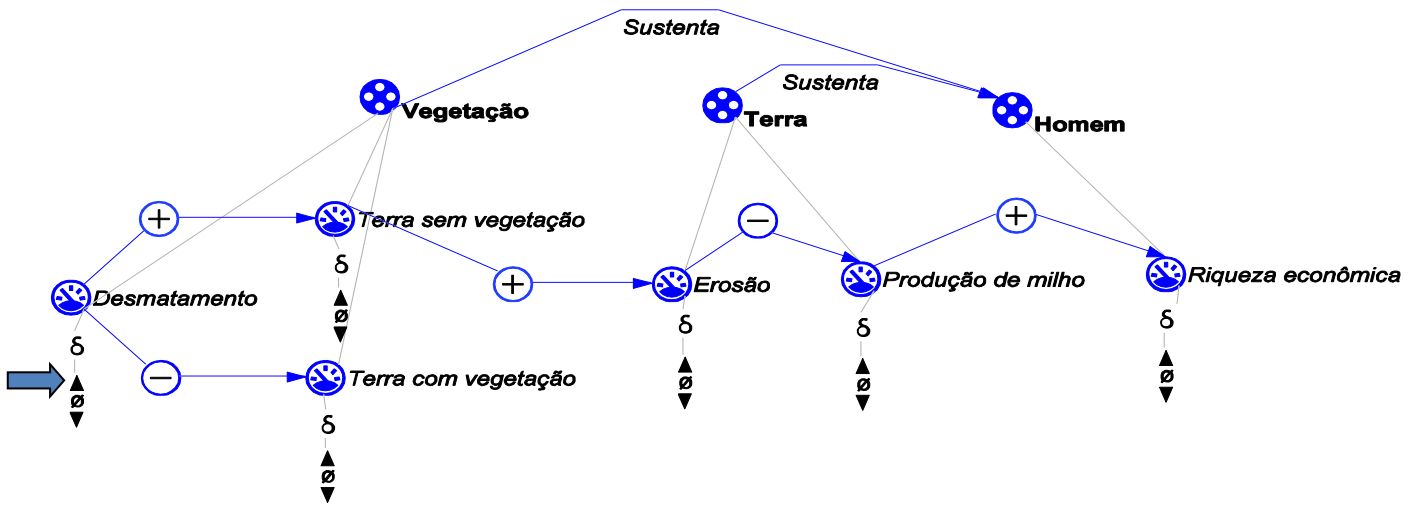 Sustenta
Sustenta
Vegetação
Terra
Homem
+
Terra sem vegetação
−
+
δ
ø
Desmatamento
+
Erosão
Produção de milho
Riqueza econômica
δ
ø
−
Terra com vegetação
δ
ø
δ
ø
δ
ø
δ
ø